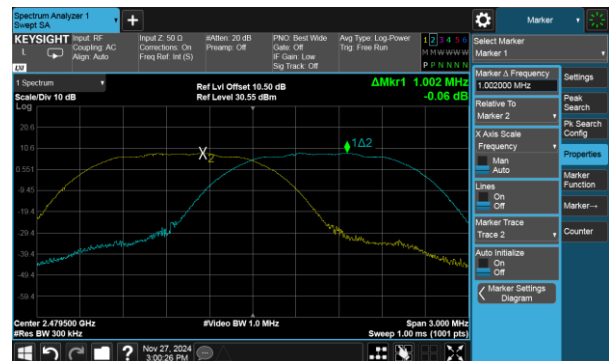 Spectrum Analyzer 1
Swept SA
Marker
KEYSIGHT
L
Input: RF
Coupling: AC
Align: Auto
Input Z: 50 Ω
Corrections: On
Freq Ref: Int (S)
#Atten: 20 dB
Preamp: Off
PNO: Best Wide
Gate: Off
IF Gain: Low
Sig Track: Off
Avg Type: Log-Power
Trig: Free Run
1 2 3 4 5 6
M M W W W W
P P N N N N
LW
Select Marker
Marker 1
1 Spectrum
Scale/Div 10 dB
Log
Ref Lvl Offset 10.50 dB
Ref Level 30.55 dBm
ΔMkr1 1.002 MHz
-0.06 dB
20.6
10.6
0.551
-9.45
-19.4
-29.4
-39.4
-49.4
-59.4
X2
1Δ2
Center 2.479500 GHz
#Res BW 300 kHz
#Video BW 1.0 MHz
Span 3.000 MHz
Sweep 1.00 ms (1001 pts)
Marker Δ Frequency
1.002000 MHz
Relative To
Marker 2
X Axis Scale
Frequency
Man
Auto
Lines
On
Off
Marker Trace
Trace 2
Auto Initialize
On
Off
Marker Settings
Diagram
Settings
Peak
Search
Pk Search
Config
Properties
Marker
Function
Marker→
Counter
Nov 27, 2024
3:00:26 PM